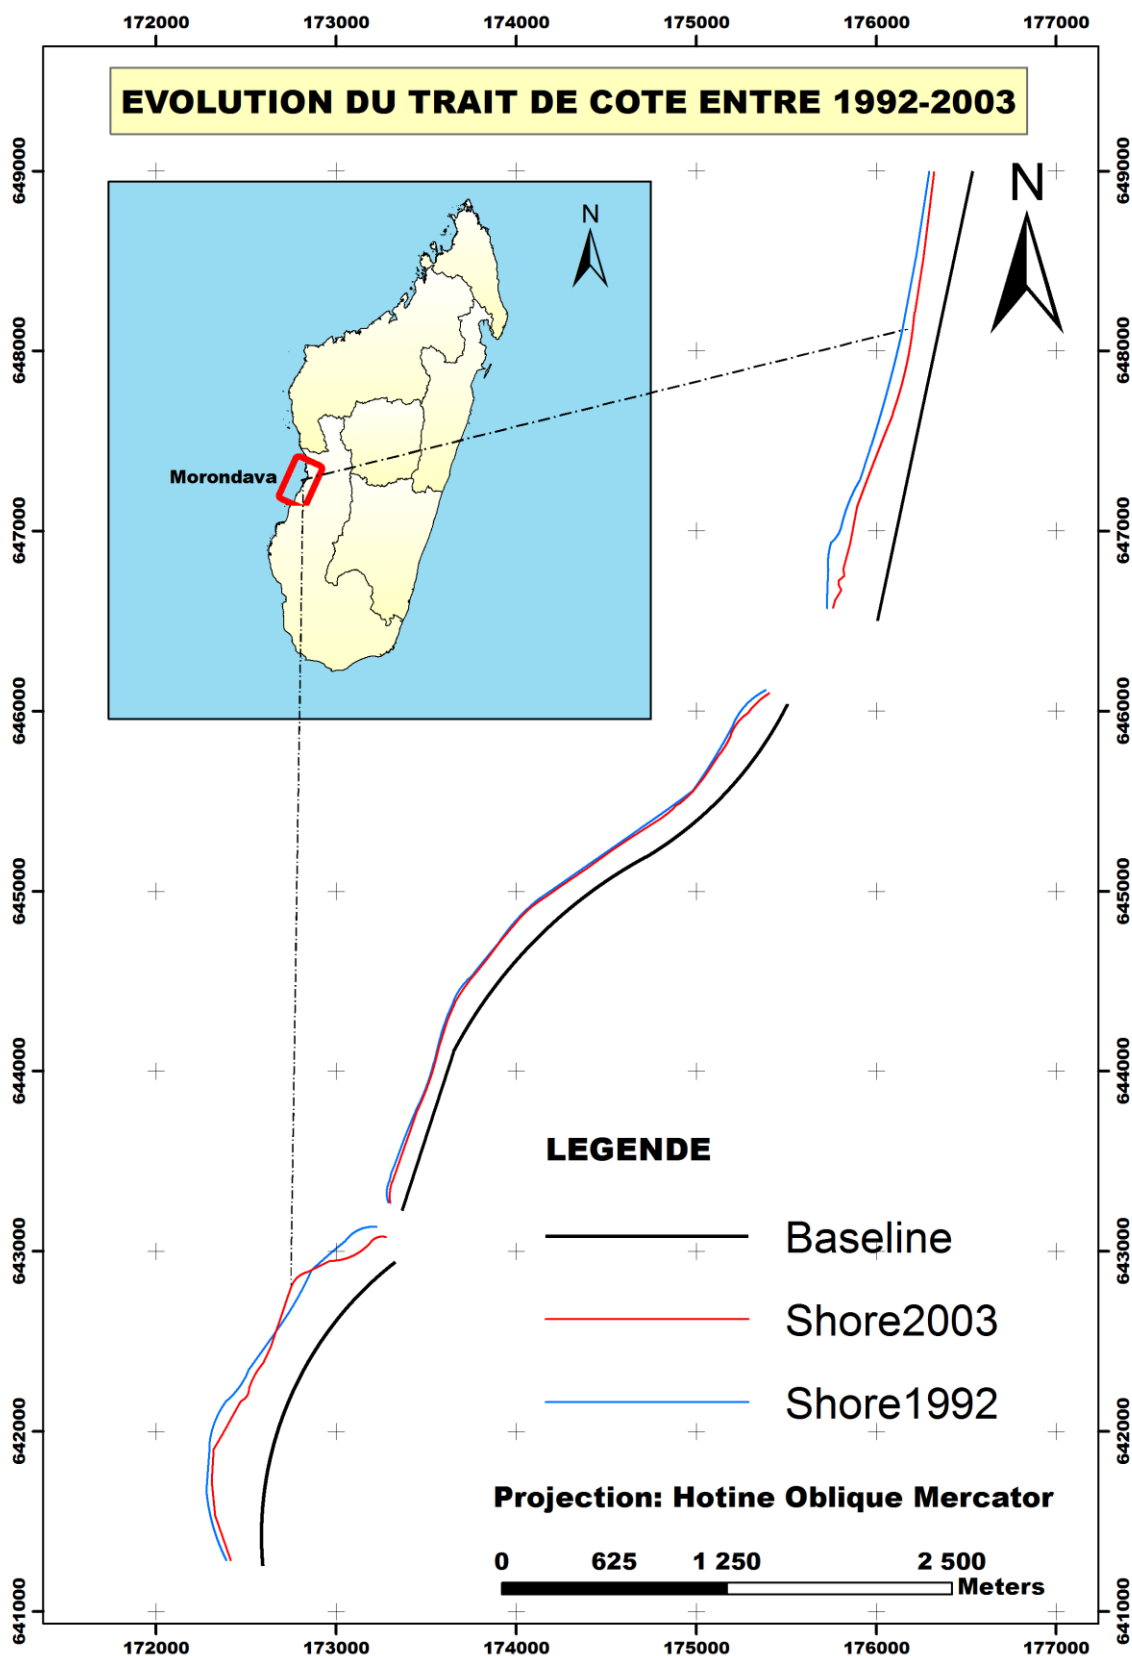 172000 173000 174000 175000 176000 177000
EVOLUTION DU TRAIT DE COTE ENTRE 1992-2003
649000 649000
N
N
648000 648000
Morondava
647000 647000
646000 646000
645000 645000
644000 644000
LEGENDE
Baseline
643000 643000
Shore2003
Shore1992
642000 642000
Projection: Hotine Oblique Mercator
0 625 1 250 2 500
Meters
641000 641000
172000 173000 174000 175000 176000 177000